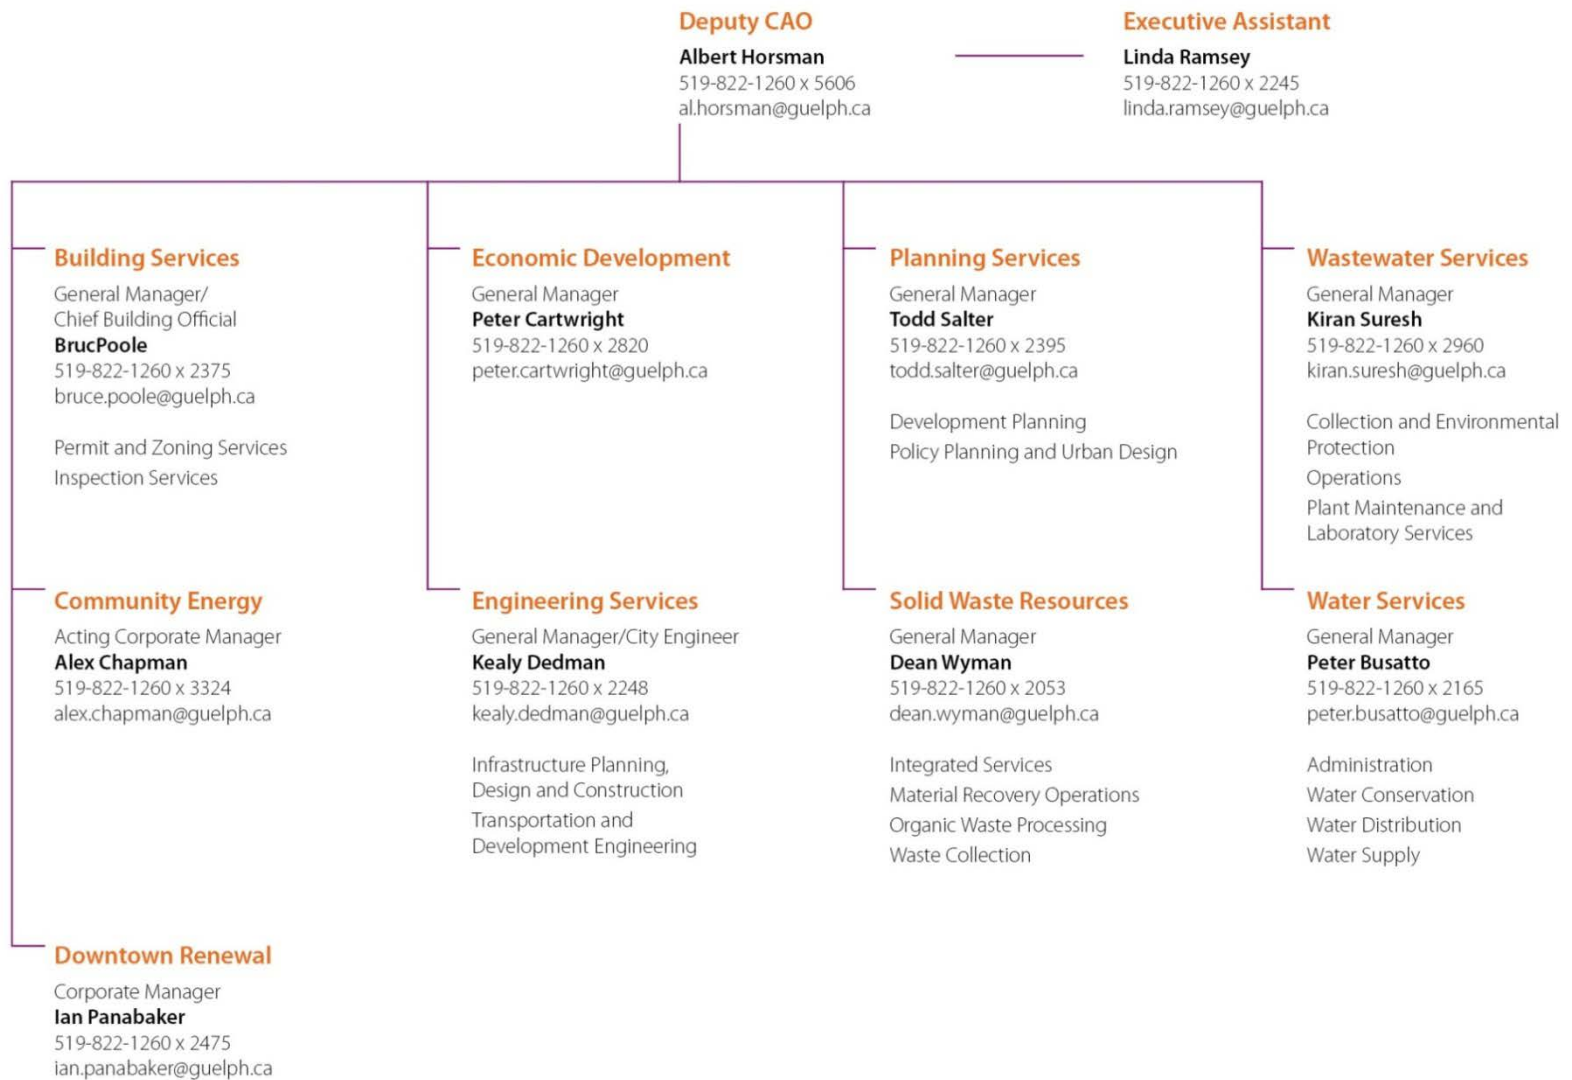 Deputy CAO
Albert Horsman
519-822-1260 x 5606
al.horsman@guelph.ca
Executive Assistant
Linda Ramsey
519-822-1260 x 2245
linda.ramsey@guelph.ca
Building Services
General Manager/
Chief Building Official
BrucPoole
519-822-1260 x 2375
bruce.poole@guelph.ca
Permit and Zoning Services
Inspection Services
Economic Development
General Manager
Peter Cartwright
519-822-1260 x 2820
peter.cartwright@guelph.ca
Planning Services
General Manager
Todd Salter
519-822-1260 x 2395
todd.salter@guelph.ca
Development Planning
Policy Planning and Urban Design
Wastewater Services
General Manager
Kiran Suresh
519-822-1260 x 2960
kiran.suresh@guelph.ca
Collection and Environmental
Protection
Operations
Plant Maintenance and
Laboratory Services
Community Energy
Acting Corporate Manager
Alex Chapman
519-822-1260 x 3324
alex.chapman@guelph.ca
Engineering Services
General Manager/City Engineer
Kealy Dedman
519-822-1260 x 2248
kealy.dedman@guelph.ca
Infrastructure Planning,
Design and Construction
Transportation and
Development Engineering
Solid Waste Resources
General Manager
Dean Wyman
519-822-1260 x 2053
dean.wyman@guelph.ca
Integrated Services
Material Recovery Operations
Organic Waste Processing
Waste Collection
Water Services
General Manager
Peter Busatto
519-822-1260 x 2165
peter.busatto@guelph.ca
Administration
Water Conservation
Water Distribution
Water Supply
Downtown Renewal
Corporate Manager
Ian Panabaker
519-822-1260 x 2475
ian.panabaker@guelph.ca